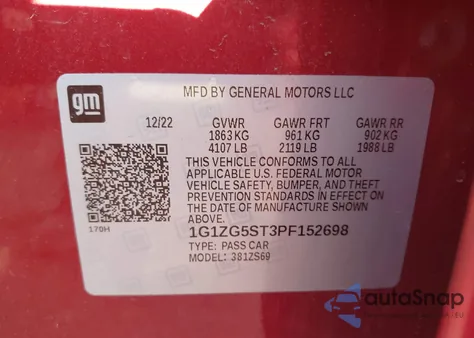 gm
MFD BY GENERAL MOTORS LLC
12/22 GVWR GAWR FRT GAWR RR
1863 KG 961 KG 902 KG
4107 LB 2119 LB 1988 LB
THIS VEHICLE CONFORMS TO ALL
APPLICABLE U.S. FEDERAL MOTOR
VEHICLE SAFETY, BUMPER, AND THEFT
PREVENTION STANDARDS IN EFFECT ON
THE DATE OF MANUFACTURE SHOWN ABOVE.
170H
1G1ZG5ST3PF152698
TYPE: PASS CAR
MODEL: 381ZS69
autoSnap